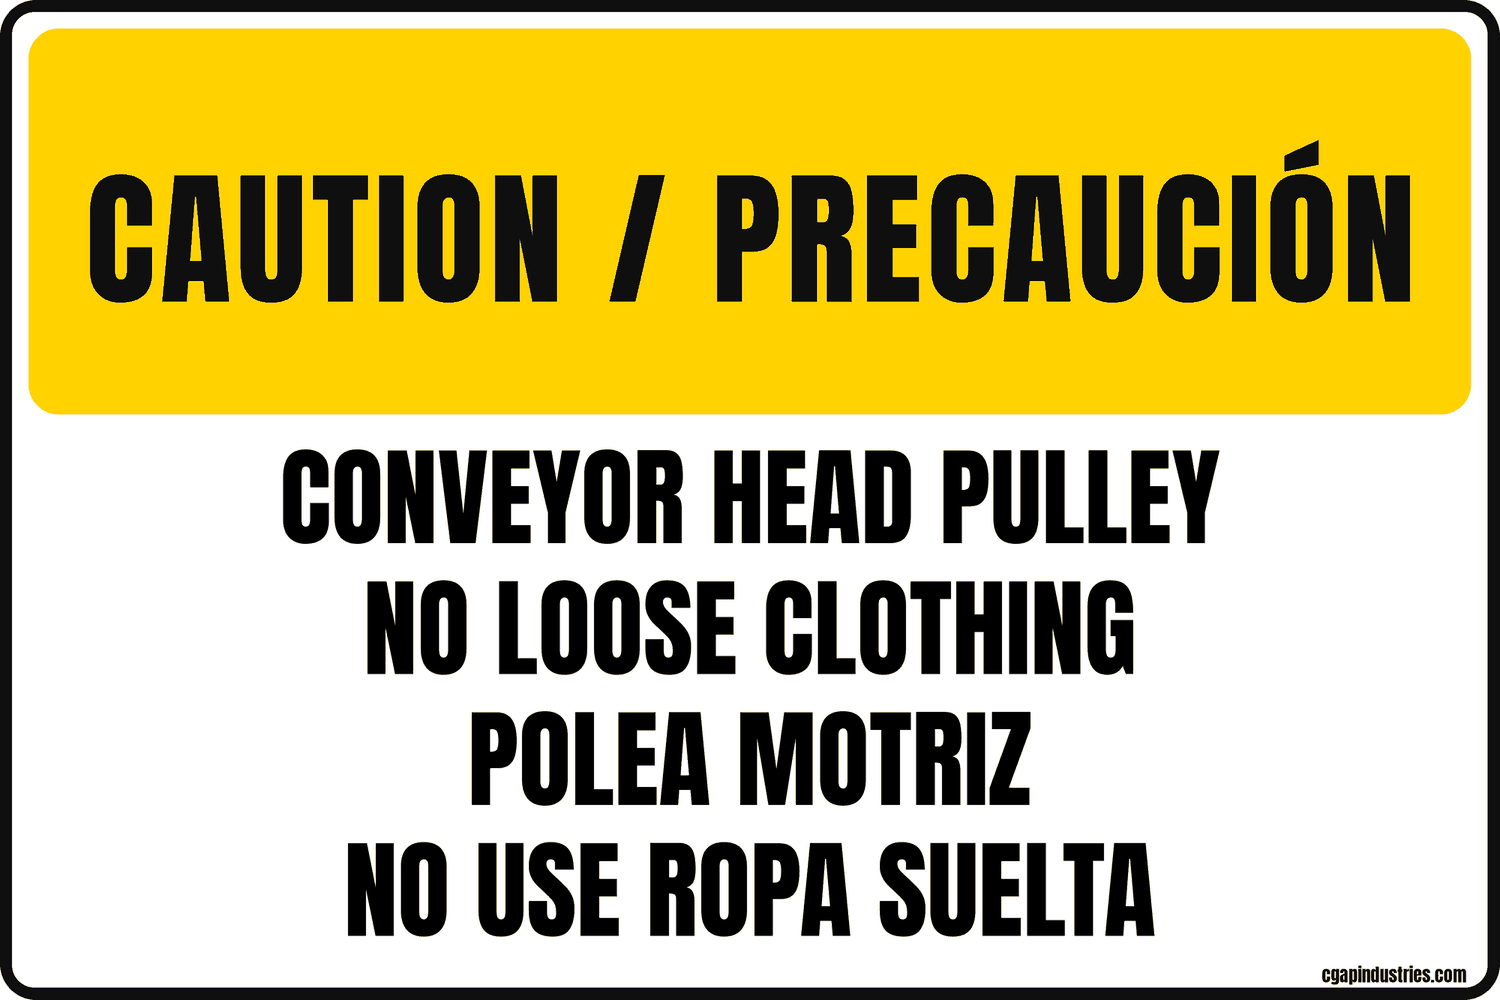 CAUTION / PRECAUCIÓN
CONVEYOR HEAD PULLEY
NO LOOSE CLOTHING
POLEA MOTRIZ
NO USE ROPA SUELTA
cgapindustries.com